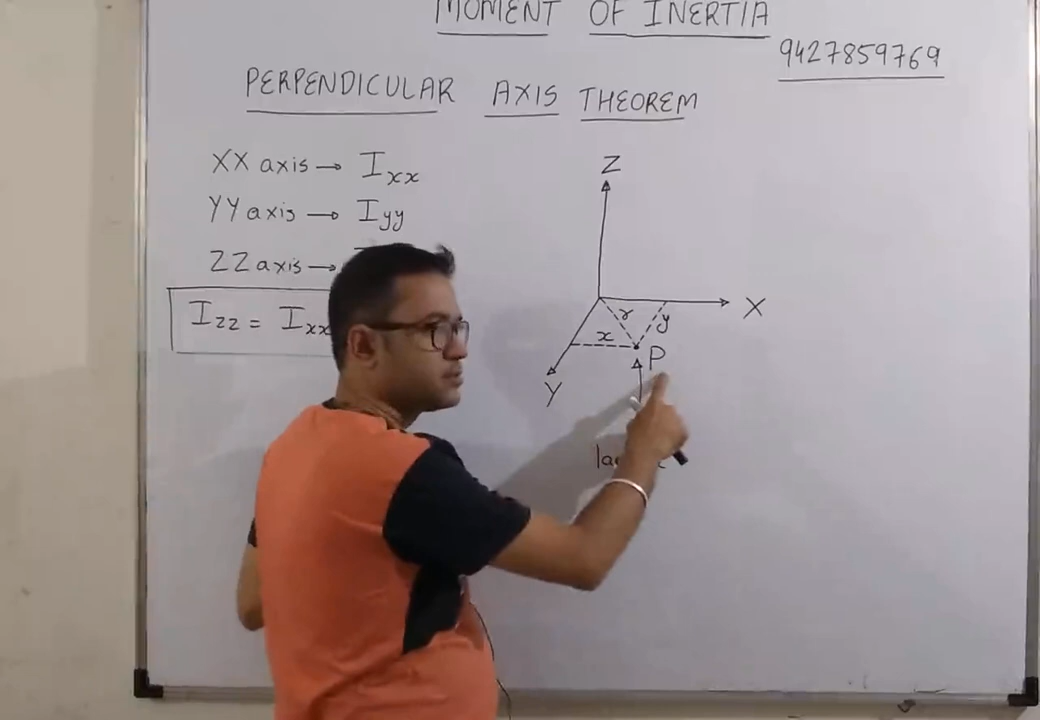 MOMENT OF INERTIA
9427859769
PERPENDICULAR AXIS THEOREM
XX axis → Ixx
YY axis → Iyy
ZZ axis →
Izz = Ixx
Z
X
r
y
x
P
Y